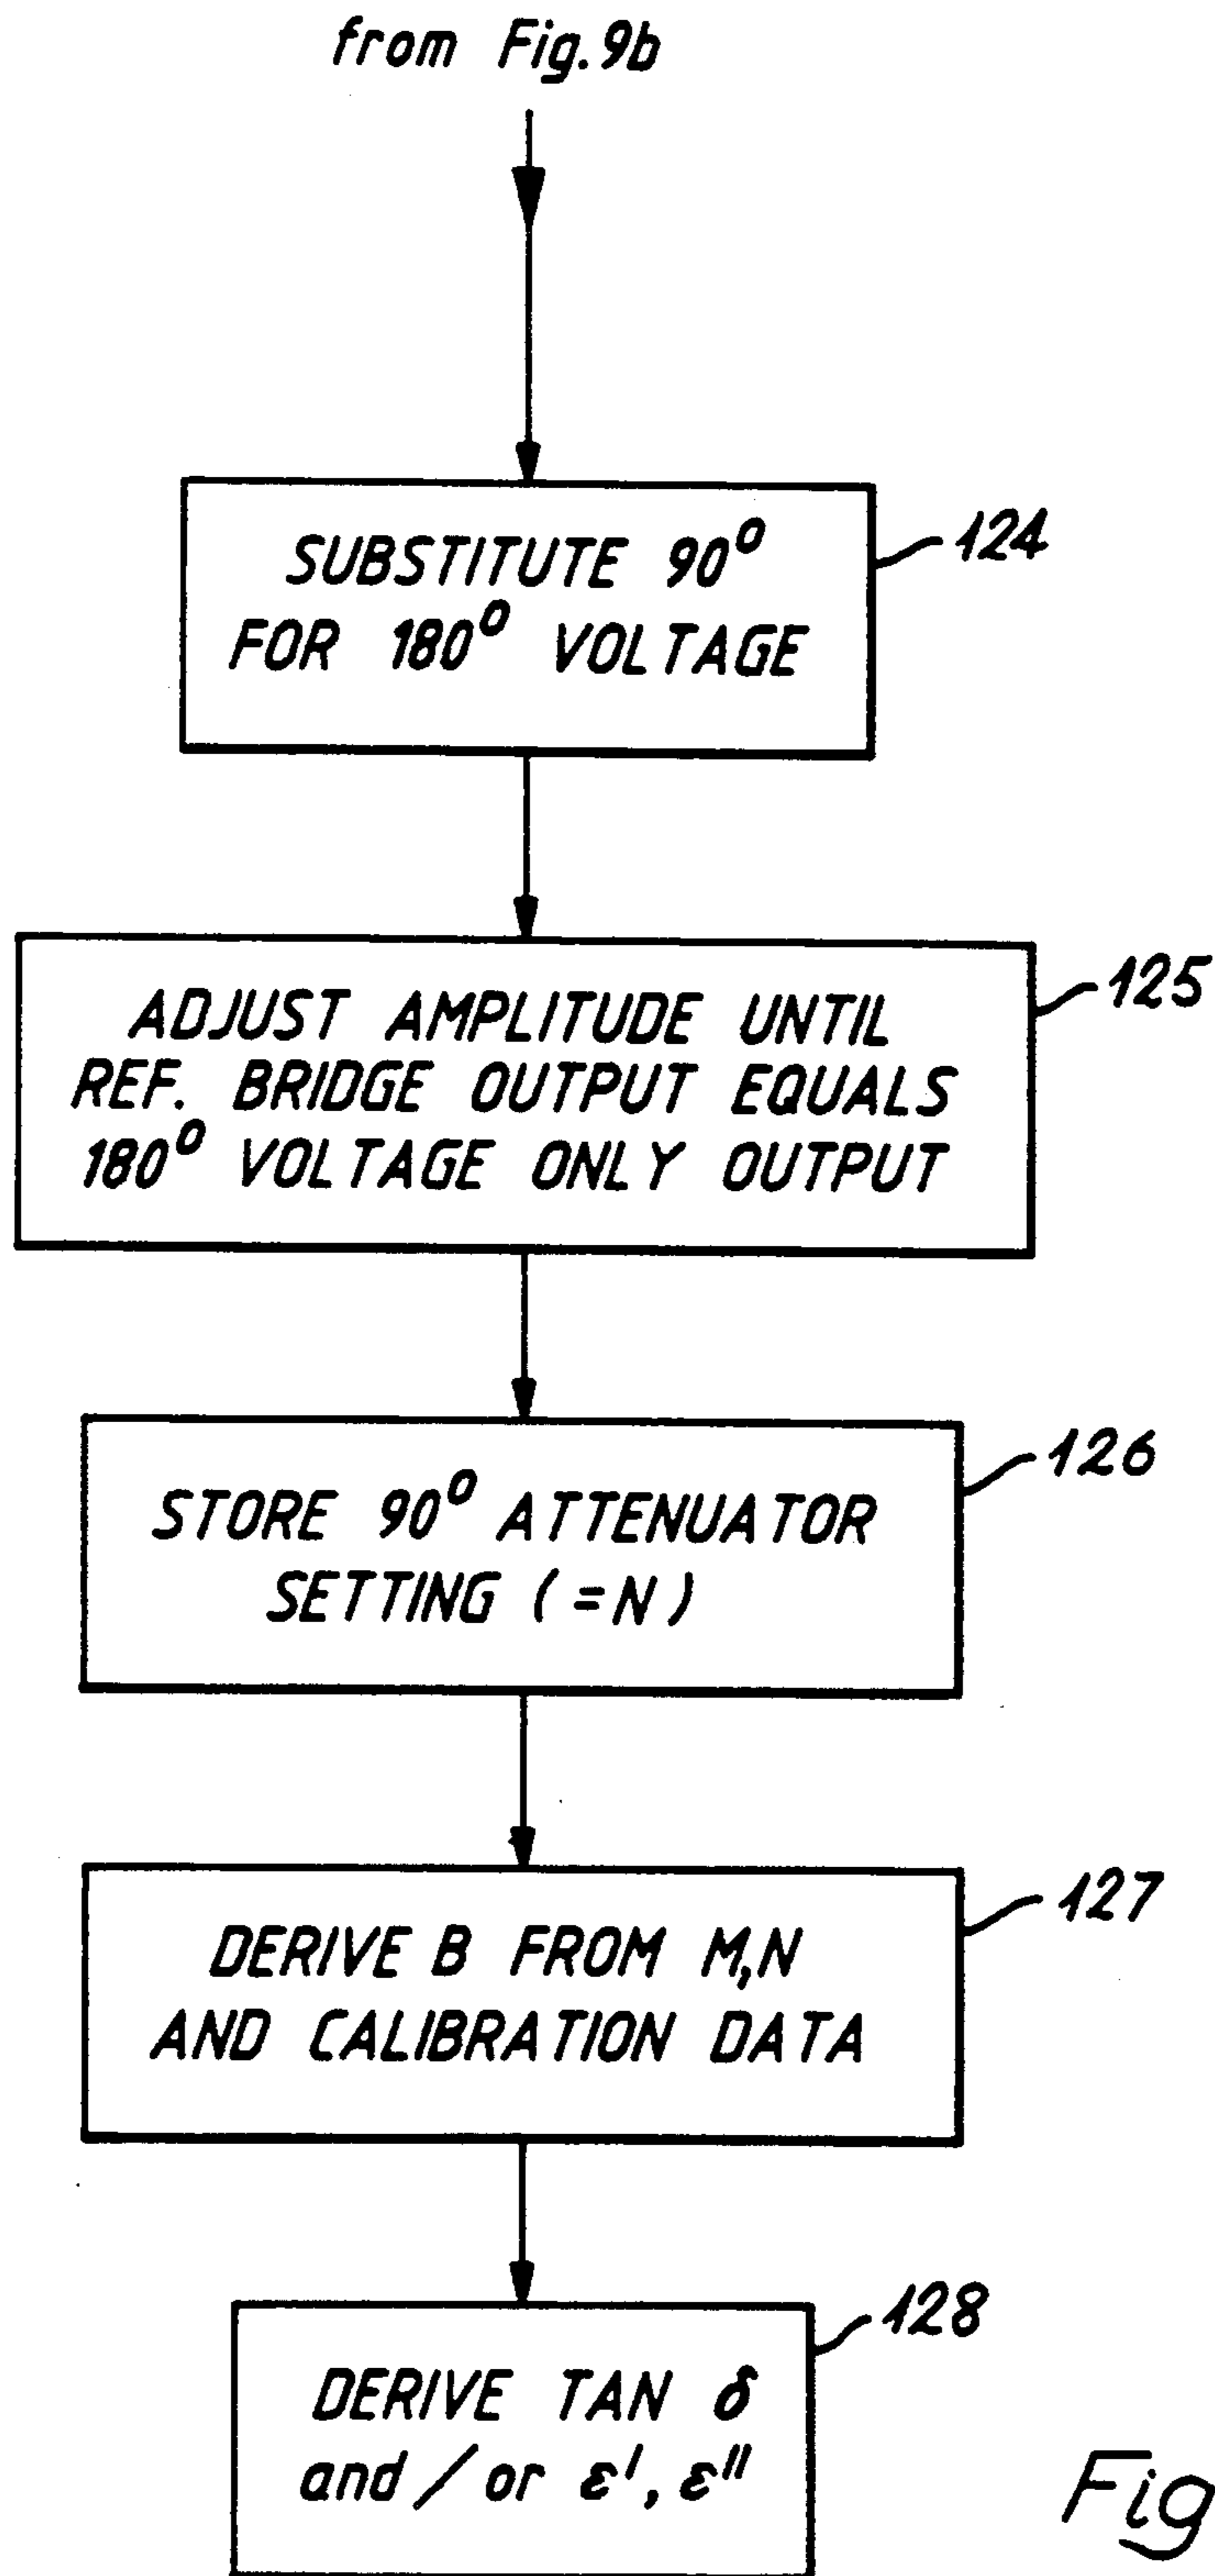 from Fig. 9b
SUBSTITUTE 90°
FOR 180° VOLTAGE
124
ADJUST AMPLITUDE UNTIL
REF. BRIDGE OUTPUT EQUALS
180° VOLTAGE ONLY OUTPUT
125
STORE 90° ATTENUATOR
SETTING (=N)
126
DERIVE B FROM M,N
AND CALIBRATION DATA
127
DERIVE TAN δ
and/or ε', ε"
128
Fig